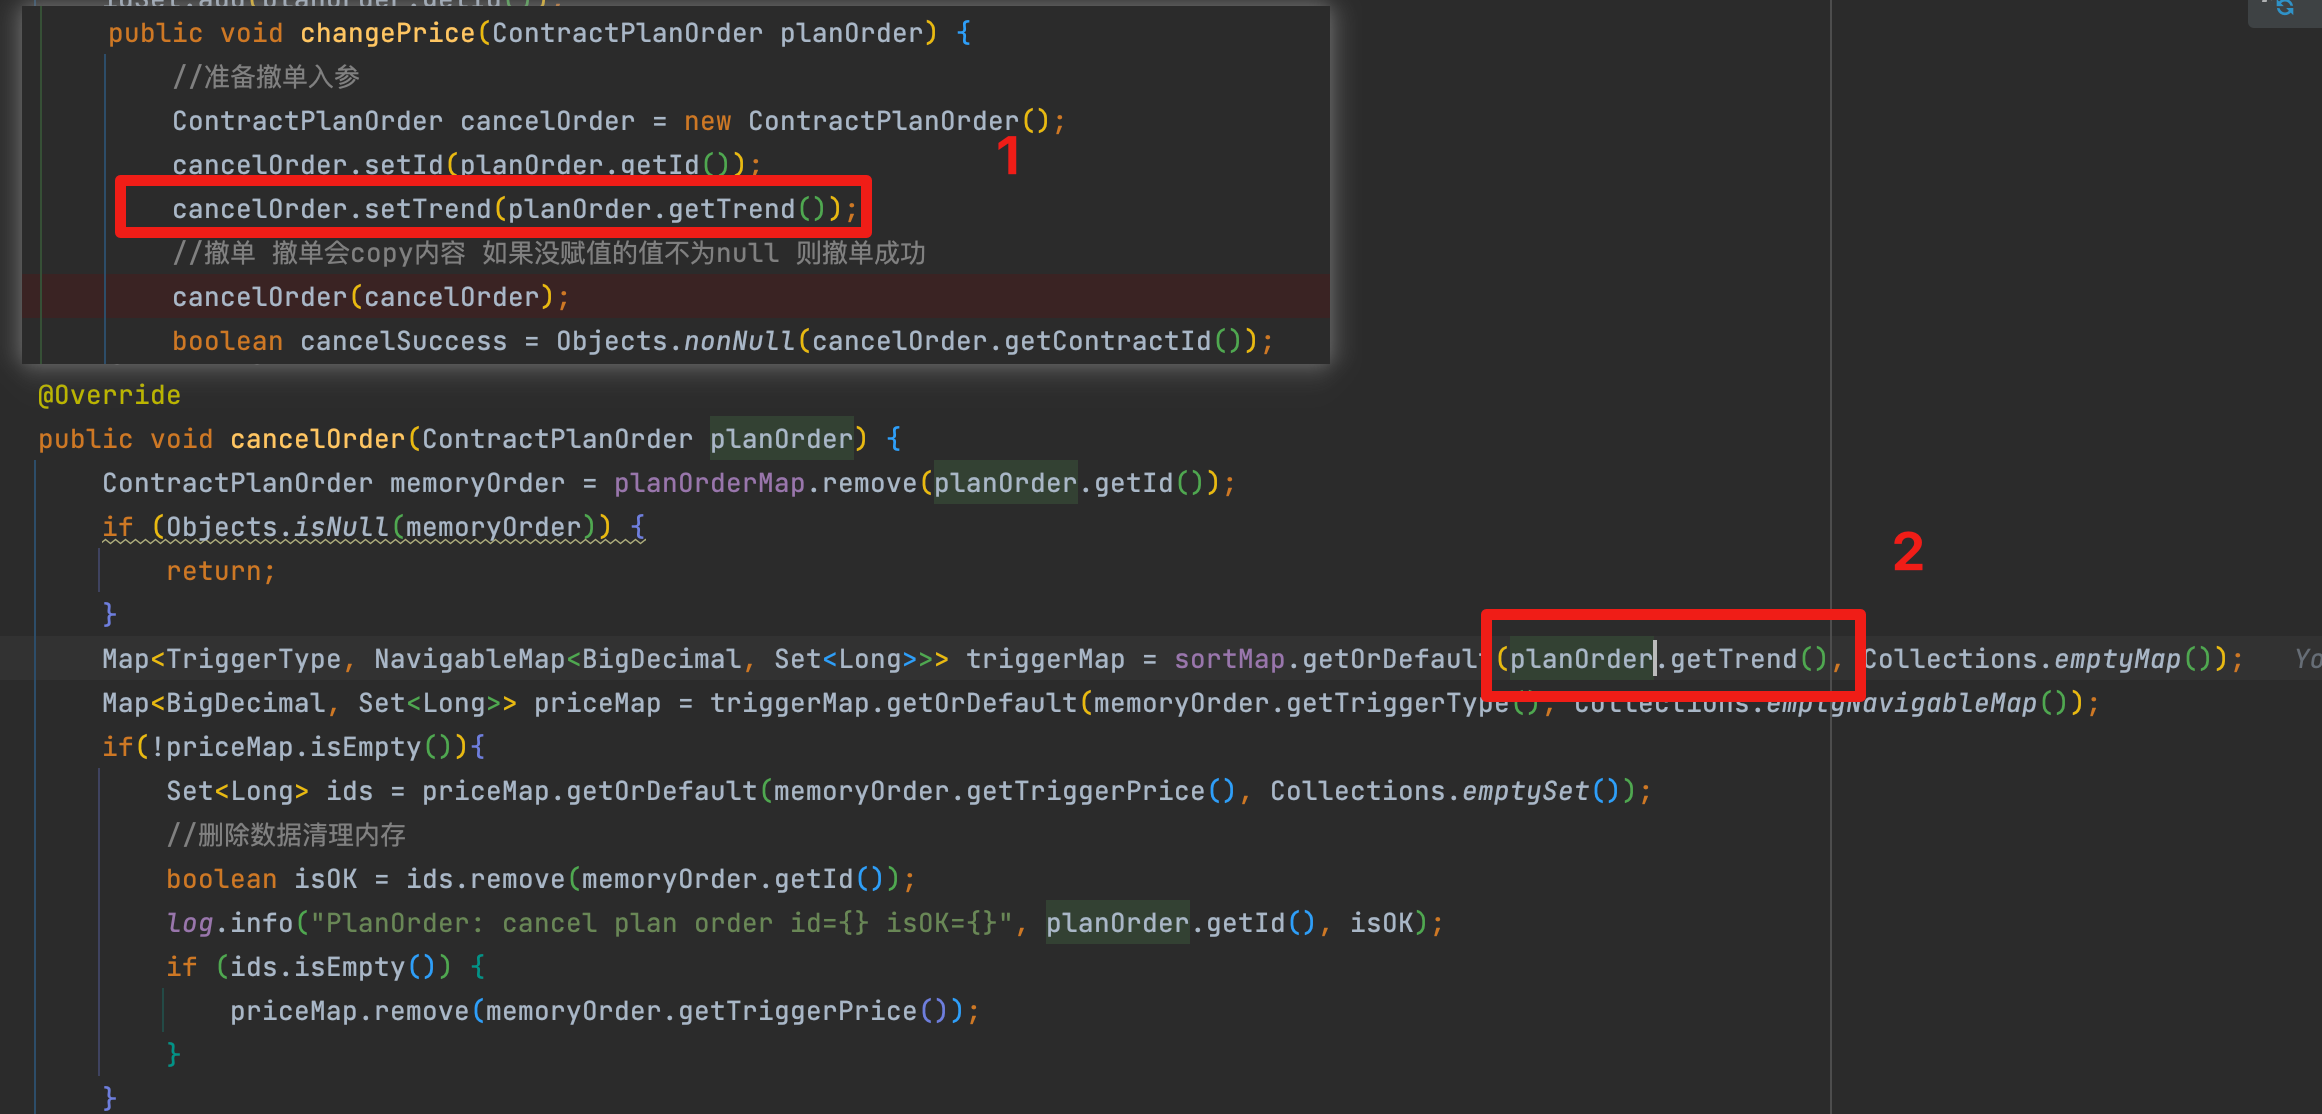 idSet.add(planOrder.getId());
public void changePrice(ContractPlanOrder planOrder) {
//准备撤单入参
ContractPlanOrder cancelOrder = new ContractPlanOrder();
1
cancelOrder.setId(planOrder.getId());
cancelOrder.setTrend(planOrder.getTrend());
//撤单 撤单会copy内容 如果没赋值的值不为null 则撤单成功
cancelOrder(cancelOrder);
boolean cancelSuccess = Objects.nonNull(cancelOrder.getContractId());
@Override
public void cancelOrder(ContractPlanOrder planOrder) {
ContractPlanOrder memoryOrder = planOrderMap.remove(planOrder.getId());
if (Objects.isNull(memoryOrder)) {
2
return;
}
Map<TriggerType, NavigableMap<BigDecimal, Set<Long>>> triggerMap = sortMap.getOrDefault(planOrder.getTrend(), Collections.emptyMap()); Yo
Map<BigDecimal, Set<Long>> priceMap = triggerMap.getOrDefault(memoryOrder.getTriggerType(), Collections.emptyNavigableMap());
if(!priceMap.isEmpty()){
Set<Long> ids = priceMap.getOrDefault(memoryOrder.getTriggerPrice(), Collections.emptySet());
//删除数据清理内存
boolean isOK = ids.remove(memoryOrder.getId());
log.info("PlanOrder: cancel plan order id={} isOK={}", planOrder.getId(), isOK);
if (ids.isEmpty()) {
priceMap.remove(memoryOrder.getTriggerPrice());
}
}